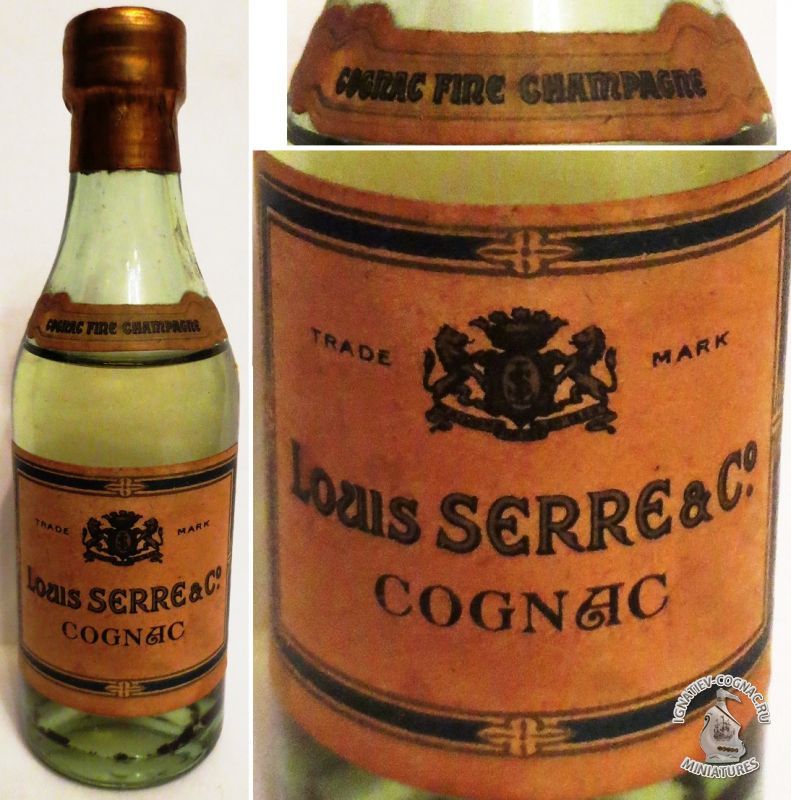 COGNAC FINE CHAMPAGNE
TRADE MARK
Louis SERRE & Cº
COGNAC
COGNAC FINE CHAMPAGNE
TRADE MARK
Louis SERRE & Cº
COGNAC
IGNATIEV-COGNAC.RU
MINIATURES